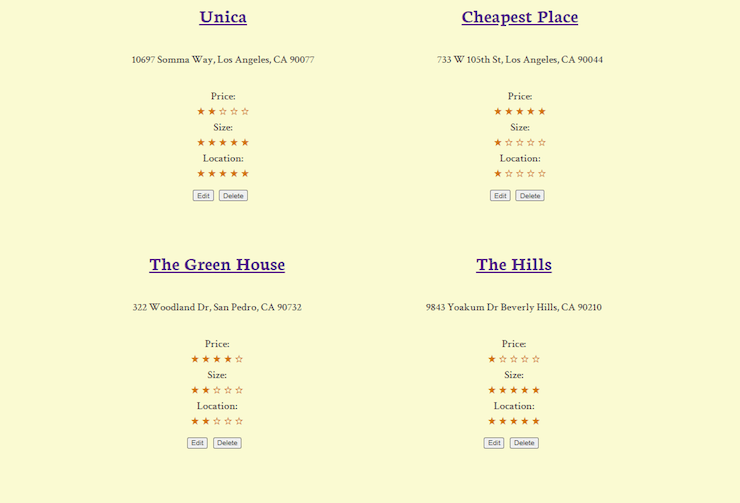 Unica
10697 Somma Way, Los Angeles, CA 90077
Price:
★★☆☆☆
Size:
★★★★★
Location:
★★★★★
Edit Delete
Cheapest Place
733 W 105th St, Los Angeles, CA 90044
Price:
★★★★★
Size:
★☆☆☆☆
Location:
★☆☆☆☆
Edit Delete
The Green House
322 Woodland Dr, San Pedro, CA 90732
Price:
★★★★☆
Size:
★★☆☆☆
Location:
★★☆☆☆
Edit Delete
The Hills
9843 Yoakum Dr Beverly Hills, CA 90210
Price:
★☆☆☆☆
Size:
★★★★★
Location:
★★★★★
Edit Delete